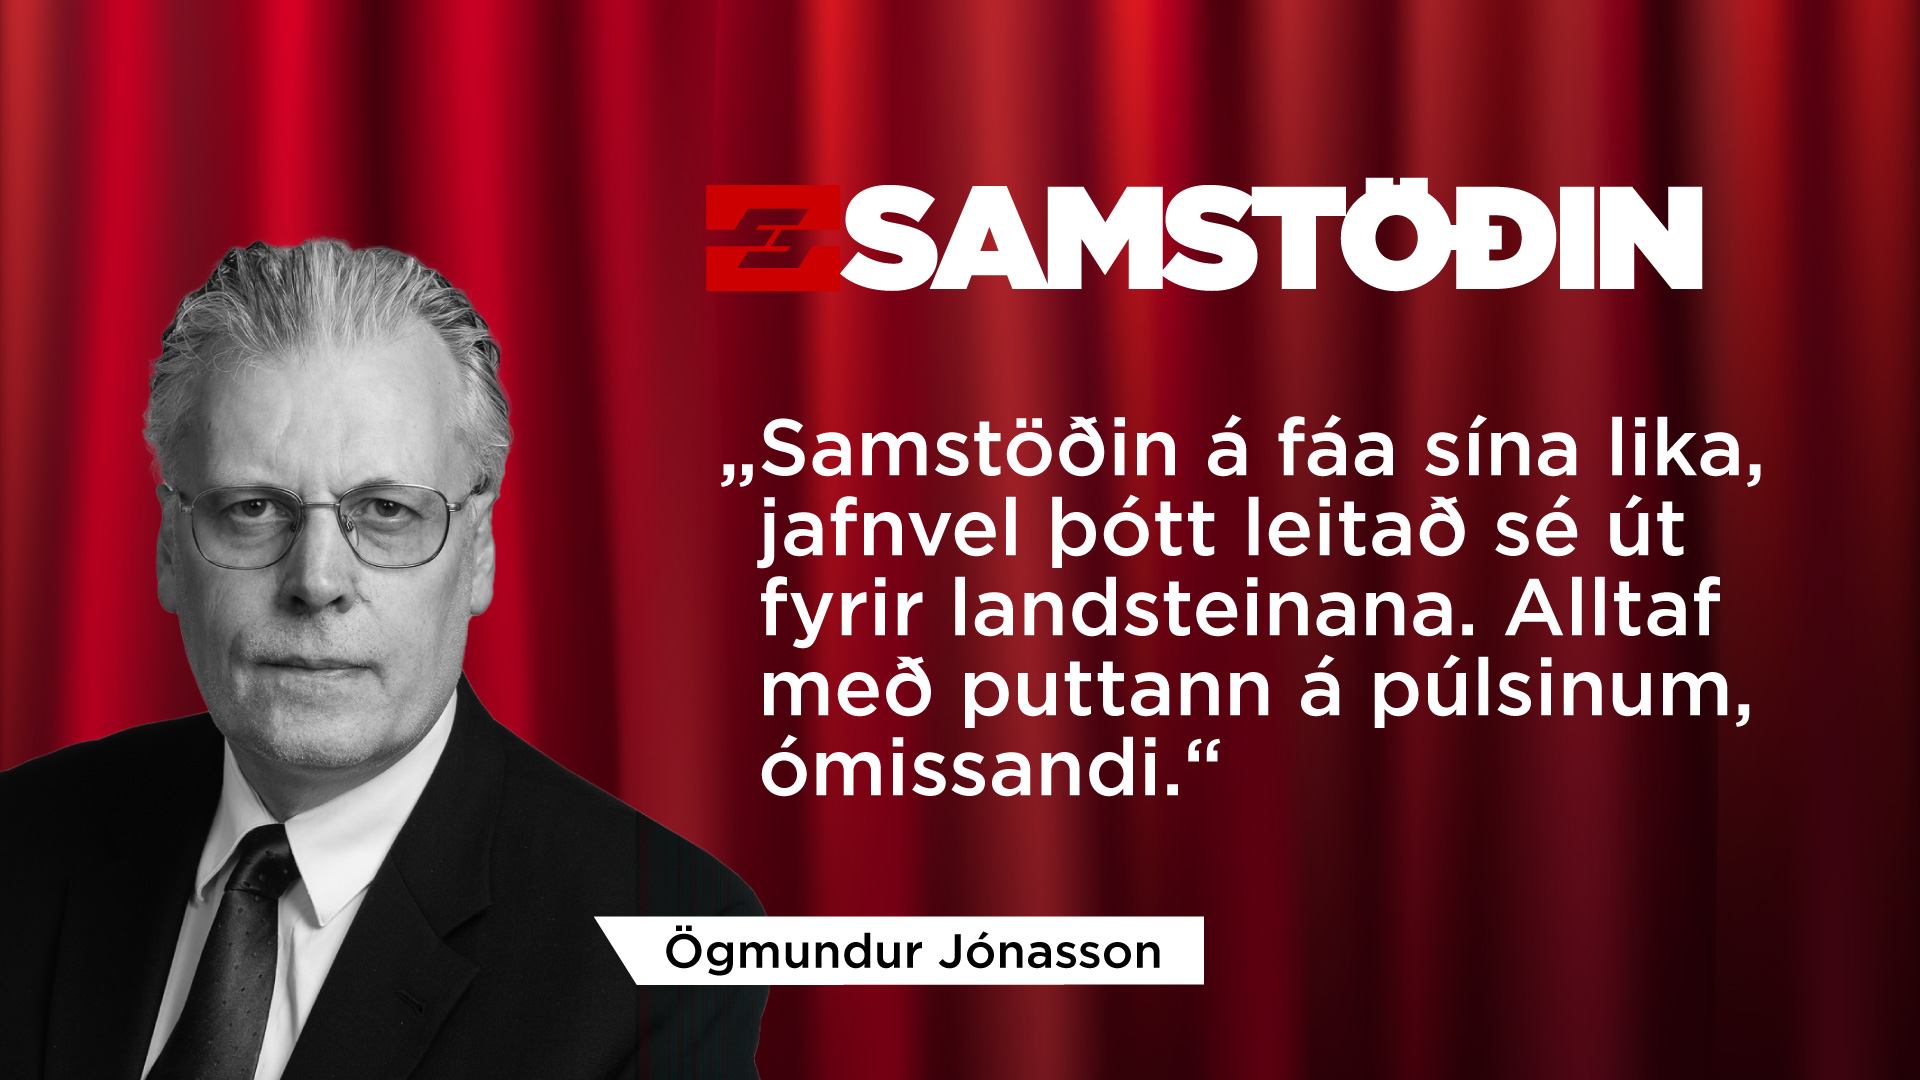 SAMSTÖÐIN
„Samstöðin á fáa sína lika,
jafnvel þótt leitað sé út
fyrir landsteinana. Alltaf
með puttann á púlsinum,
ómissandi.“
Ögmundur Jónasson